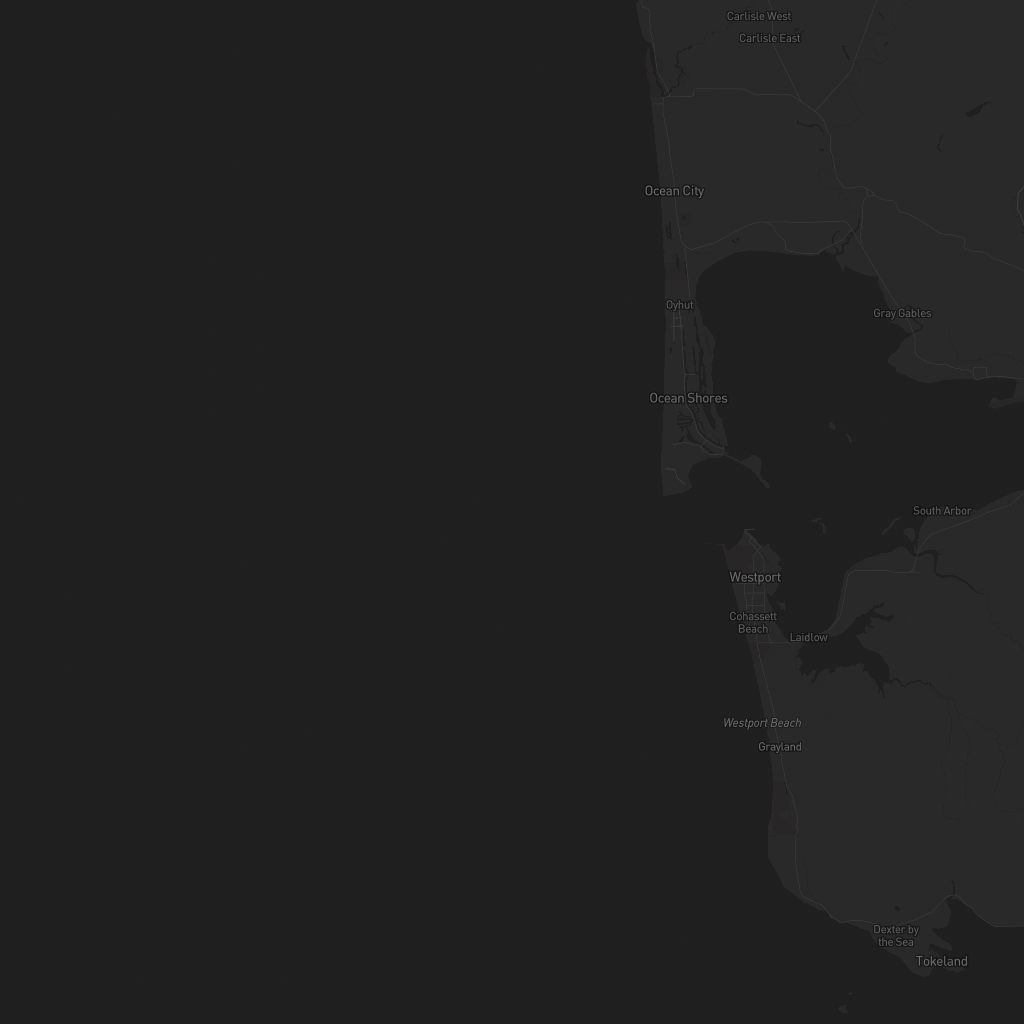 Carlisle West
Carlisle East
Ocean City
Oyhut
Gray Gables
Ocean Shores
South Arbor
Westport
Cohassett
Beach
Laidlow
Westport Beach
Grayland
Dexter by
the Sea
Tokeland